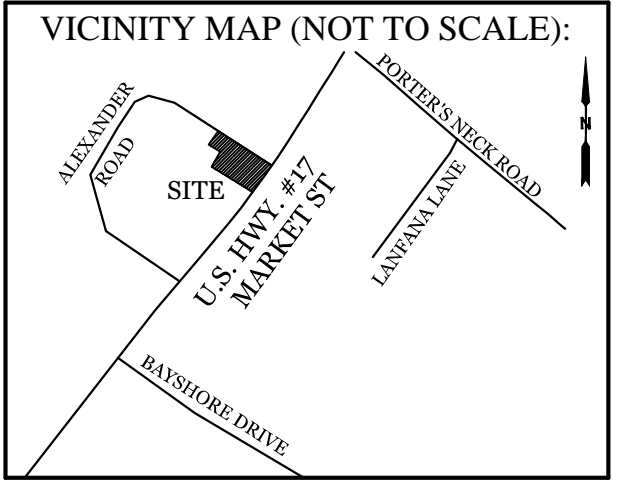 VICINITY MAP (NOT TO SCALE):
PORTER'S NECK ROAD
ALEXANDER
ROAD
N
SITE
U.S. HWY. #17
MARKET ST
LANFANA LANE
BAYSHORE DRIVE